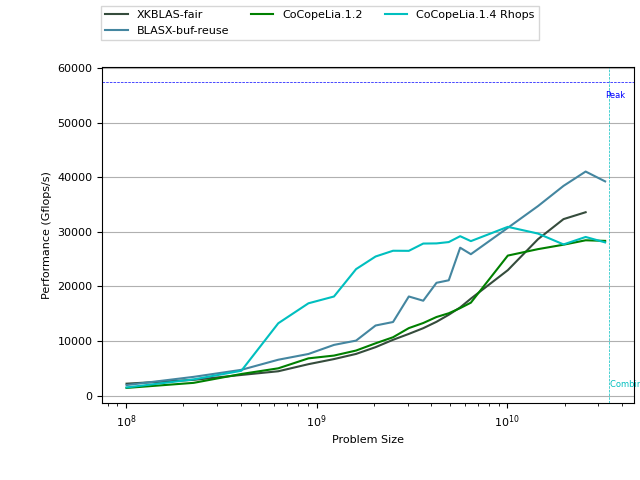 XKBLAS-fair
BLASX-buf-reuse
CoCopeLia.1.2
CoCopeLia.1.4 Rhops
60000
50000
40000
30000
20000
10000
0
Performance (Gflops/s)
Peak
Combin
10^8
10^9
10^10
Problem Size